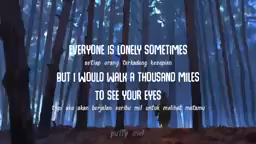 EVERYONE IS LONELY SOMETIMES
setiap orang terkadang kesepian
BUT I WOULD WALK A THOUSAND MILES
tapi aku akan berjalan seribu mil untuk melihat matamu
TO SEE YOUR EYES